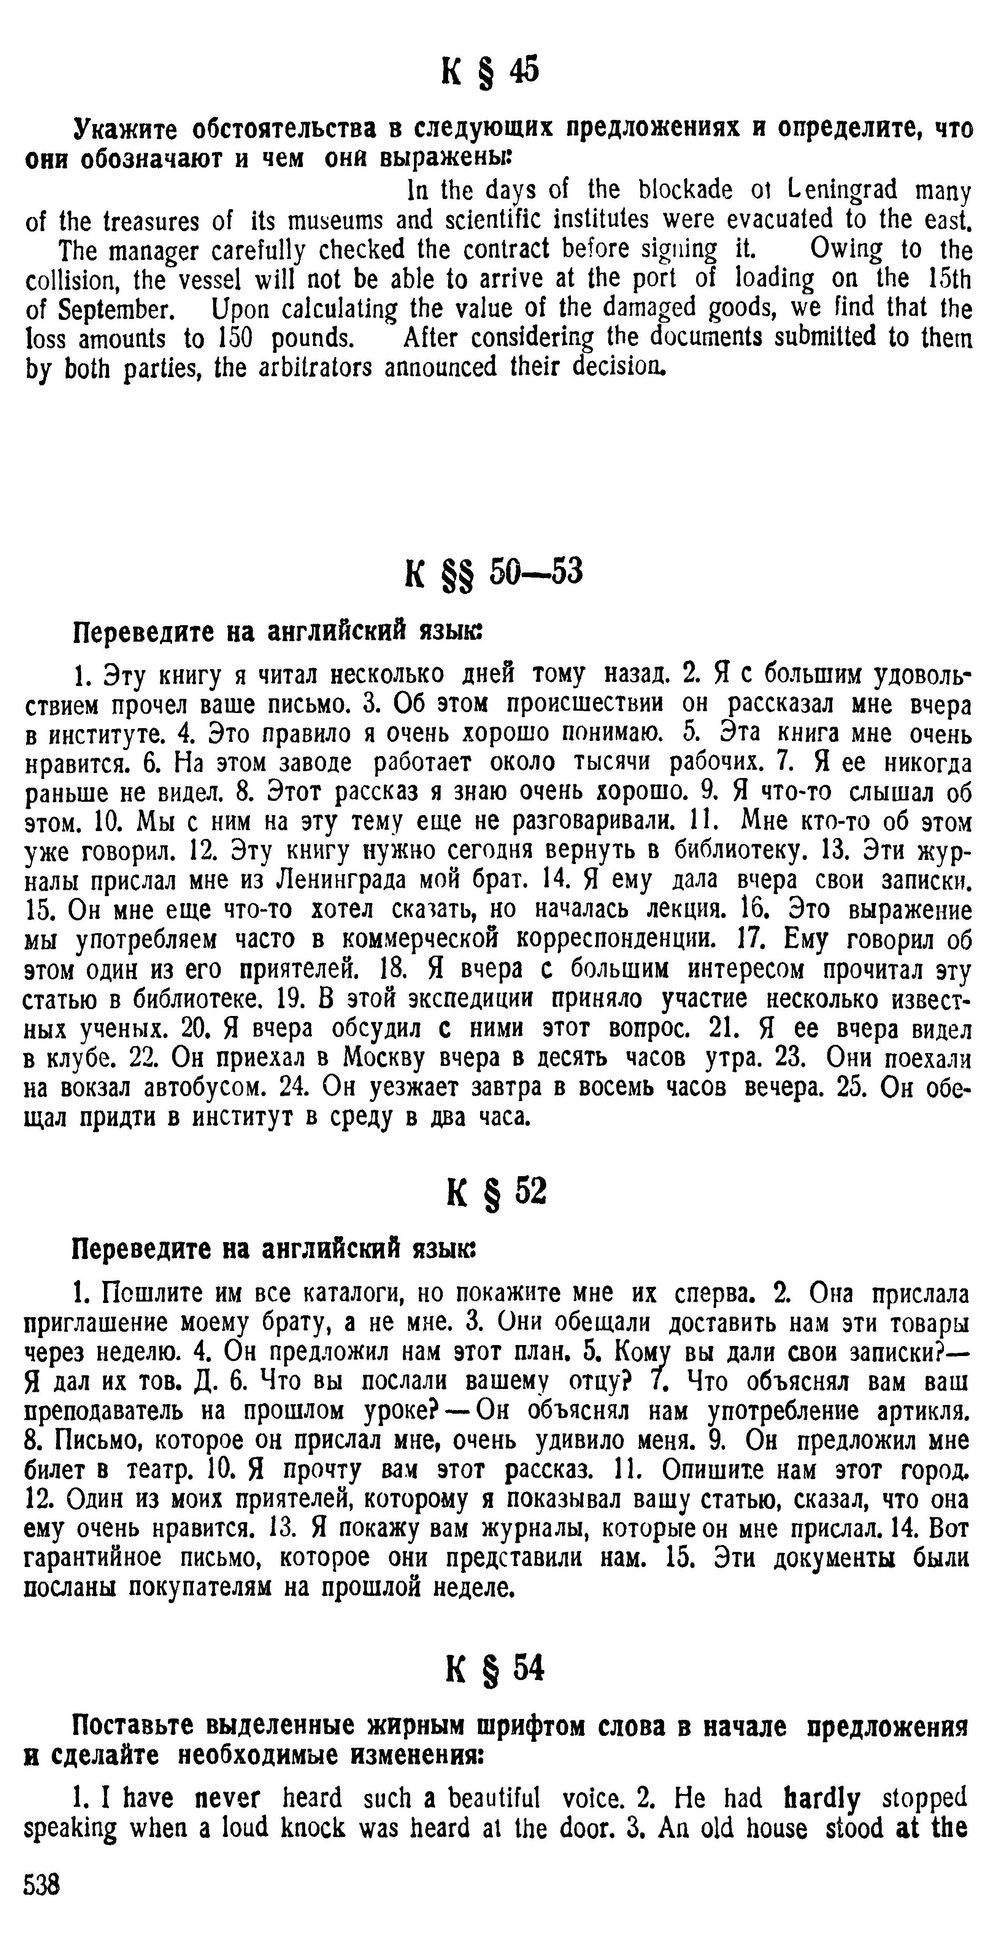 К § 45
Укажите обстоятельства в следующих предложениях и определите, что
они обозначают и чем они выражены:
In the days of the blockade of Leningrad many
of the treasures of its museums and scientific institutes were evacuated to the east.
The manager carefully checked the contract before signing it. Owing to the
collision, the vessel will not be able to arrive at the port of loading on the 15th
of September. Upon calculating the value of the damaged goods, we find that the
loss amounts to 150 pounds. After considering the documents submitted to them
by both parties, the arbitrators announced their decision.
К §§ 50—53
Переведите на английский язык:
1. Эту книгу я читал несколько дней тому назад. 2. Я с большим удоволь-
ствием прочел ваше письмо. 3. Об этом происшествии он рассказал мне вчера
в институте. 4. Это правило я очень хорошо понимаю. 5. Эта книга мне очень
нравится. 6. На этом заводе работает около тысячи рабочих. 7. Я ее никогда
раньше не видел. 8. Этот рассказ я знаю очень хорошо. 9. Я что-то слышал об
этом. 10. Мы с ним на эту тему еще не разговаривали. 11. Мне кто-то об этом
уже говорил. 12. Эту книгу нужно сегодня вернуть в библиотеку. 13. Эти жур-
налы прислал мне из Ленинграда мой брат. 14. Я ему дала вчера свои записки.
15. Он мне еще что-то хотел сказать, но началась лекция. 16. Это выражение
мы употребляем часто в коммерческой корреспонденции. 17. Ему говорил об
этом один из его приятелей. 18. Я вчера с большим интересом прочитал эту
статью в библиотеке. 19. В этой экспедиции приняло участие несколько извест-
ных ученых. 20. Я вчера обсудил с ними этот вопрос. 21. Я ее вчера видел
в клубе. 22. Он приехал в Москву вчера в десять часов утра. 23. Они поехали
на вокзал автобусом. 24. Он уезжает завтра в восемь часов вечера. 25. Он обе-
щал придти в институт в среду в два часа.
К § 52
Переведите на английский язык:
1. Пошлите им все каталоги, но покажите мне их сперва. 2. Она прислала
приглашение моему брату, а не мне. 3. Они обещали доставить нам эти товары
через неделю. 4. Он предложил нам этот план. 5. Кому вы дали свои записки?—
Я дал их тов. Д. 6. Что вы послали вашему отцу? 7. Что объяснял вам ваш
преподаватель на прошлом уроке? — Он объяснял нам употребление артикля.
8. Письмо, которое он прислал мне, очень удивило меня. 9. Он предложил мне
билет в театр. 10. Я прочту вам этот рассказ. 11. Опишите нам этот город.
12. Один из моих приятелей, которому я показывал вашу статью, сказал, что она
ему очень нравится. 13. Я покажу вам журналы, которые он мне прислал. 14. Вот
гарантийное письмо, которое они представили нам. 15. Эти документы были
посланы покупателям на прошлой неделе.
К § 54
Поставьте выделенные жирным шрифтом слова в начале предложения
и сделайте необходимые изменения:
1. I have never heard such a beautiful voice. 2. He had hardly stopped
speaking when a loud knock was heard at the door. 3. An old house stood at the
538